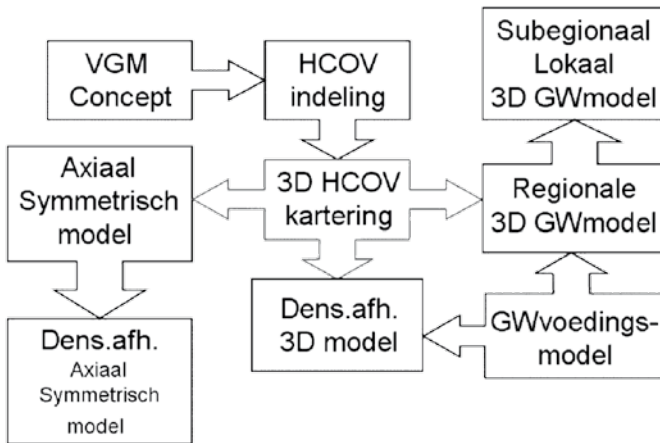 VGM
Concept
HCOV
indeling
Subegionaal
Lokaal
3D GWmodel
Axiaal
Symmetrisch
model
3D HCOV
kartering
Regionale
3D GWmodel
Dens.afh.
Axiaal
Symmetrisch
model
Dens.afh.
3D model
GWvoedings-
model